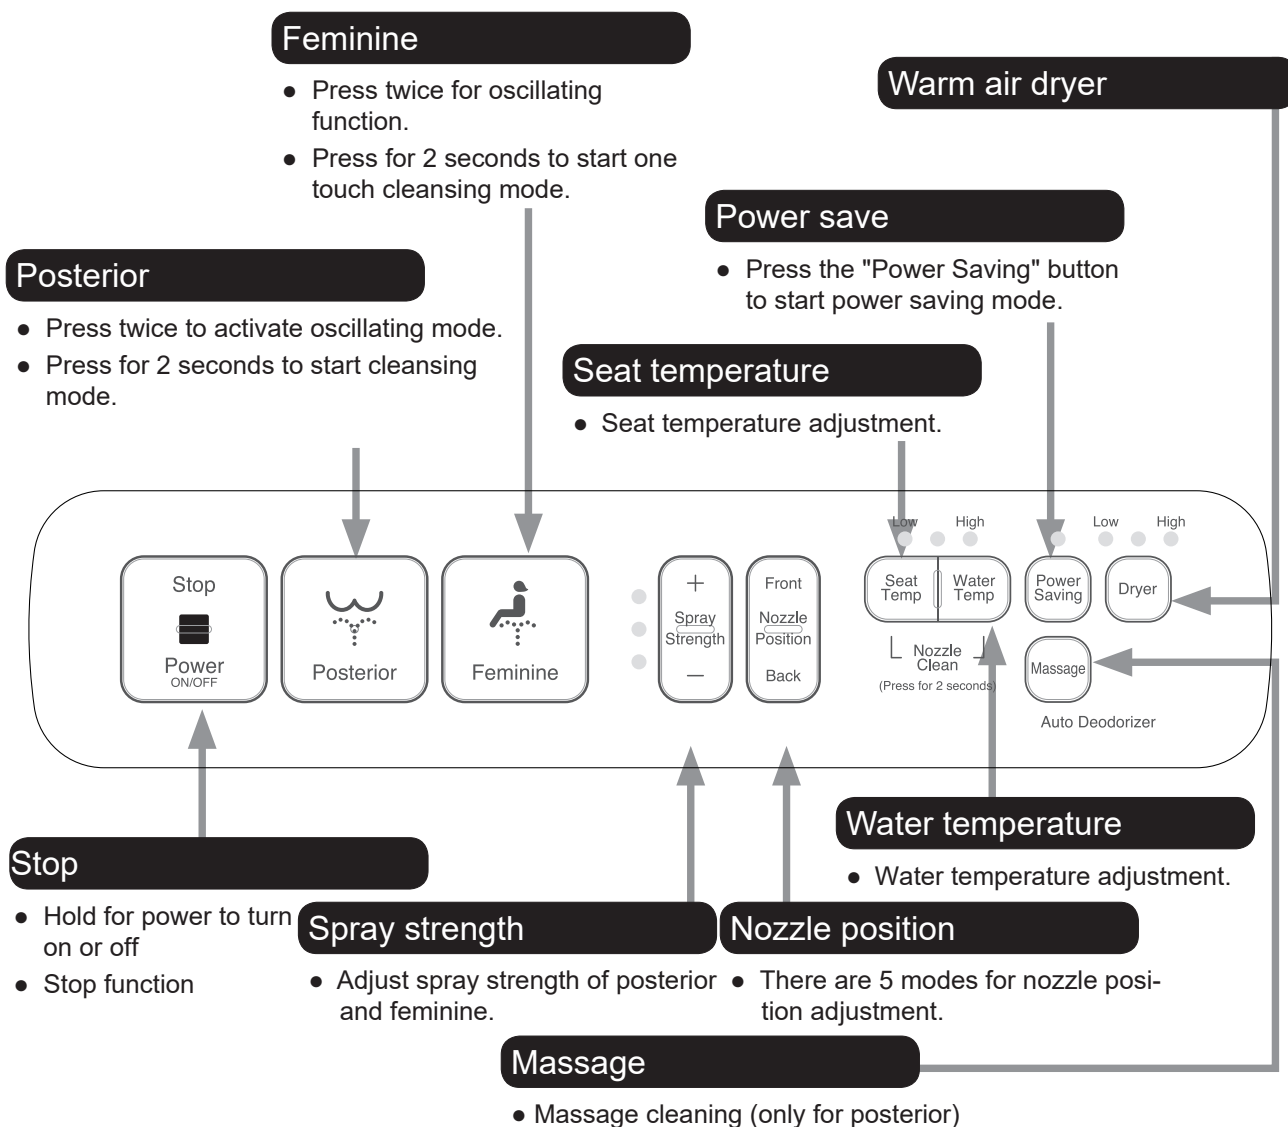 Feminine
● Press twice for oscillating
function.
● Press for 2 seconds to start one
touch cleansing mode.
Warm air dryer
Power save
● Press the "Power Saving" button
to start power saving mode.
Posterior
● Press twice to activate oscillating mode.
● Press for 2 seconds to start cleansing
mode.
Seat temperature
● Seat temperature adjustment.
Stop
Power
ON/OFF
Posterior
Feminine
+
Spray
Strength
—
Front
Nozzle
Position
Back
Low High
Seat
Temp
Water
Temp
Nozzle
Clean
(Press for 2 seconds)
Power
Saving
Low High
Dryer
Massage
Auto Deodorizer
Water temperature
● Water temperature adjustment.
Stop
● Hold for power to turn
on or off
● Stop function
Spray strength
● Adjust spray strength of posterior
and feminine.
Nozzle position
● There are 5 modes for nozzle posi-
tion adjustment.
Massage
● Massage cleaning (only for posterior)